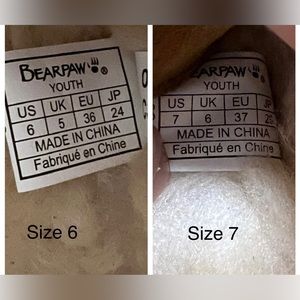 BEARPAW ®
YOUTH
US UK EU JP
6 5 36 24
MADE IN CHINA
Fabriqué en Chine
Size 6
EARPAW ®
YOUTH
US UK EU JP
7 6 37 25
MADE IN CHINA
Fabriqué en Chine
Size 7